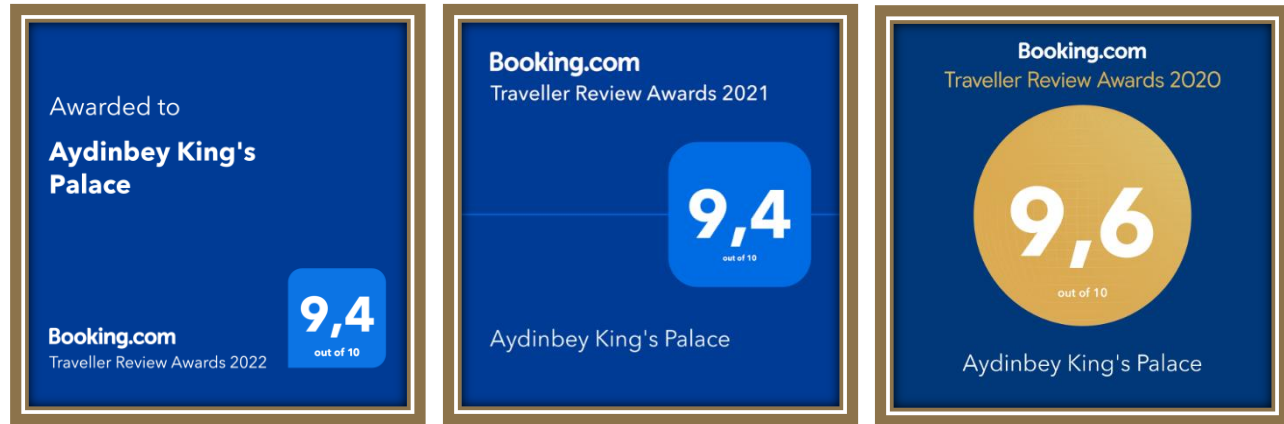 Awarded to
Aydinbey King's
Palace
9,4
out of 10
Booking.com
Traveller Review Awards 2022
Booking.com
Traveller Review Awards 2021
9,4
out of 10
Aydinbey King's Palace
Booking.com
Traveller Review Awards 2020
9,6
out of 10
Aydinbey King's Palace